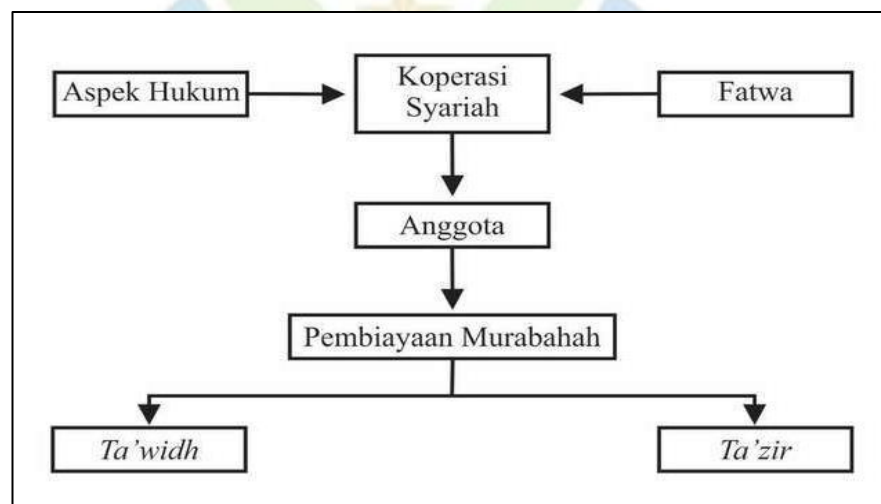 Aspek Hukum
Koperasi
Syariah
Fatwa
Anggota
Pembiayaan Murabahah
Ta’widh
Ta’zir